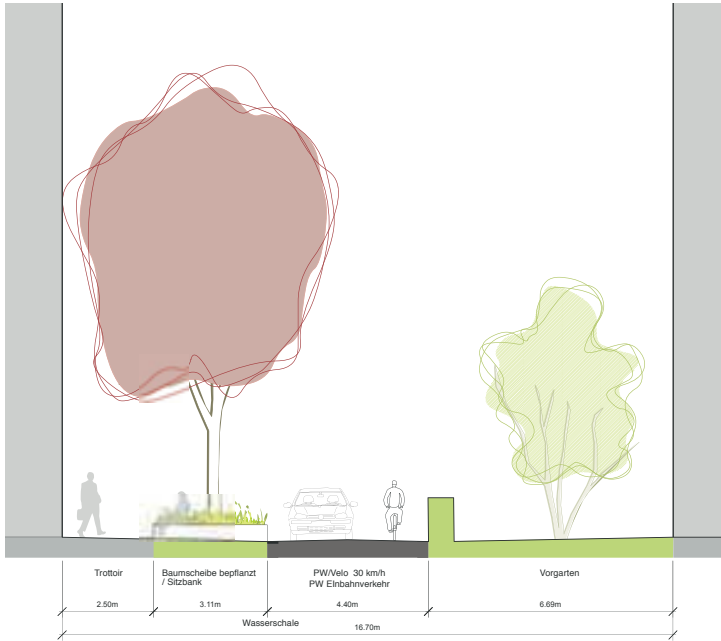 Trottoir
Baumscheibe bepflanzt
/ Sitzbank
PW/Velo 30 km/h
PW EInbahnverkehr
Vorgarten
2.50m
3.11m
4.40m
6.69m
Wasserschale
16.70m